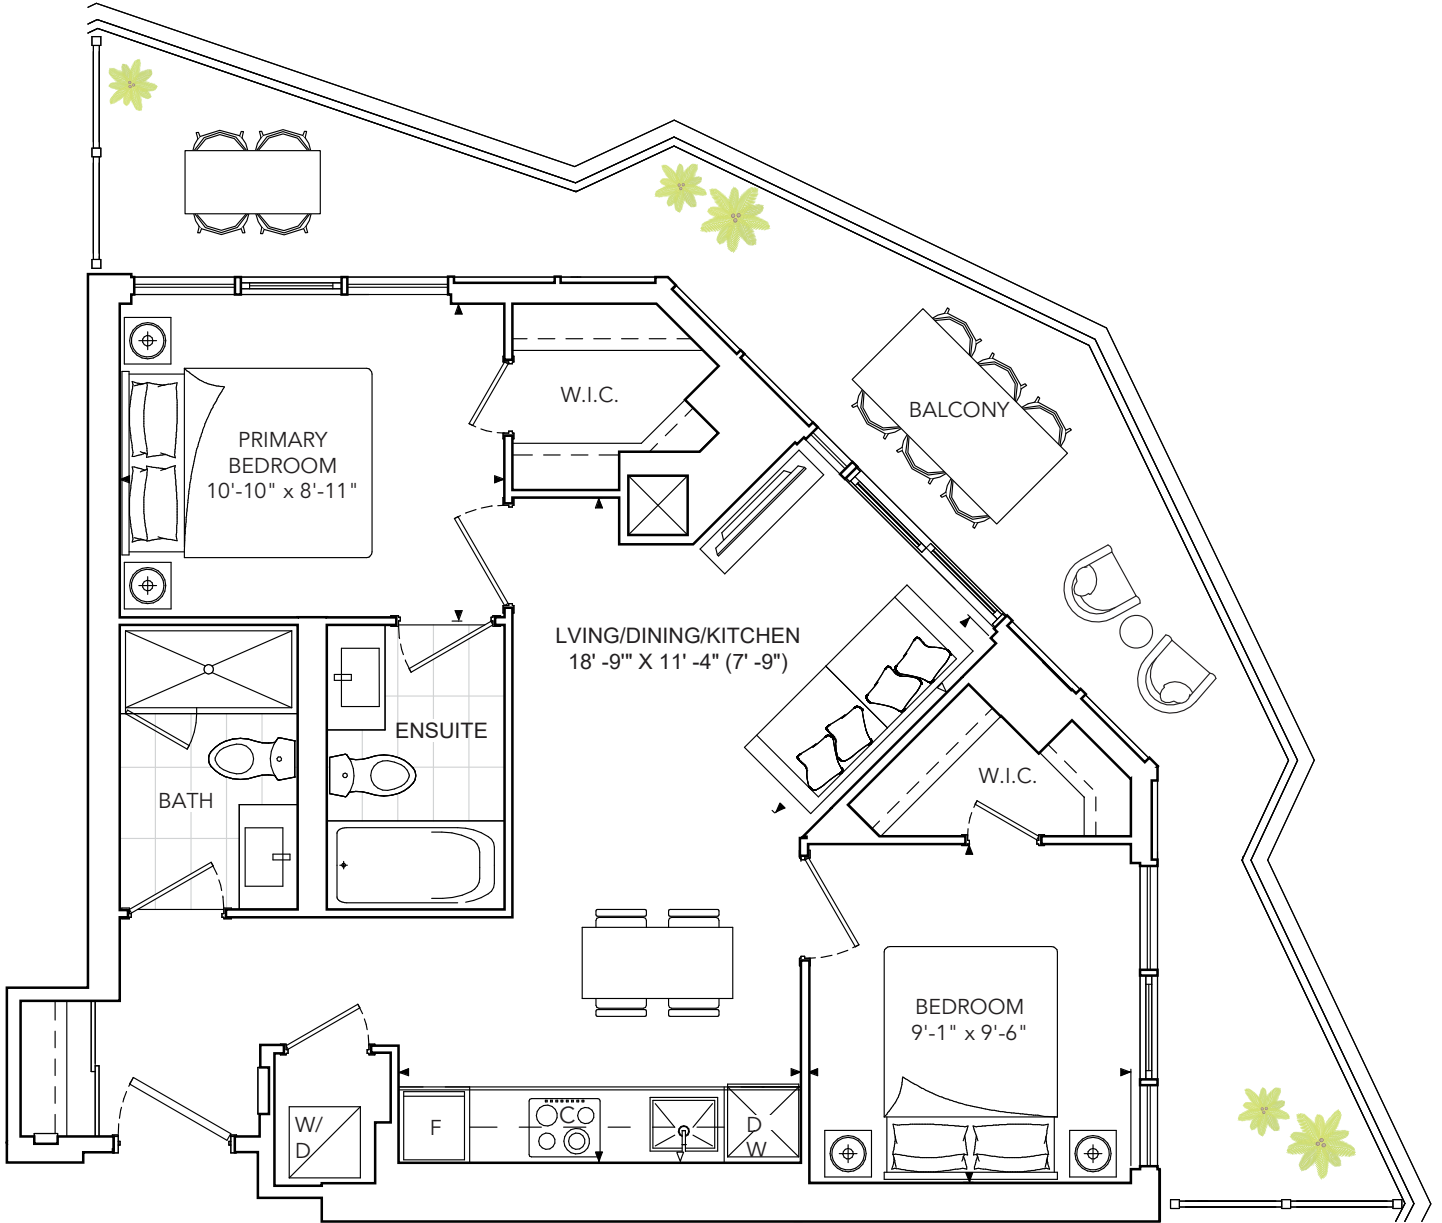 W.I.C.
BALCONY
PRIMARY
BEDROOM
10'-10" x 8'-11"
LVING/DINING/KITCHEN
18' -9'" X 11' -4" (7' -9")
ENSUITE
W.I.C.
BATH
BEDROOM
9'-1" x 9'-6"
W/
D
F
C
D
W